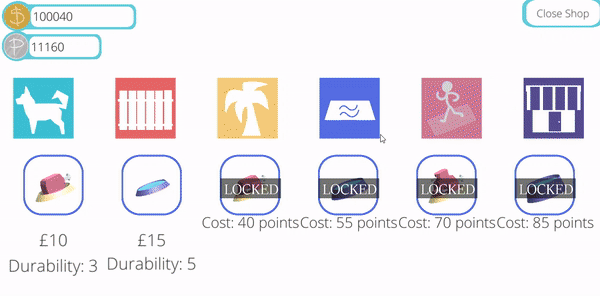 100040
Close Shop
11160
LOCKED LOCKED LOCKED LOCKED
Cost: 40 points Cost: 55 points Cost: 70 points Cost: 85 points
£10 £15
Durability: 3 Durability: 5